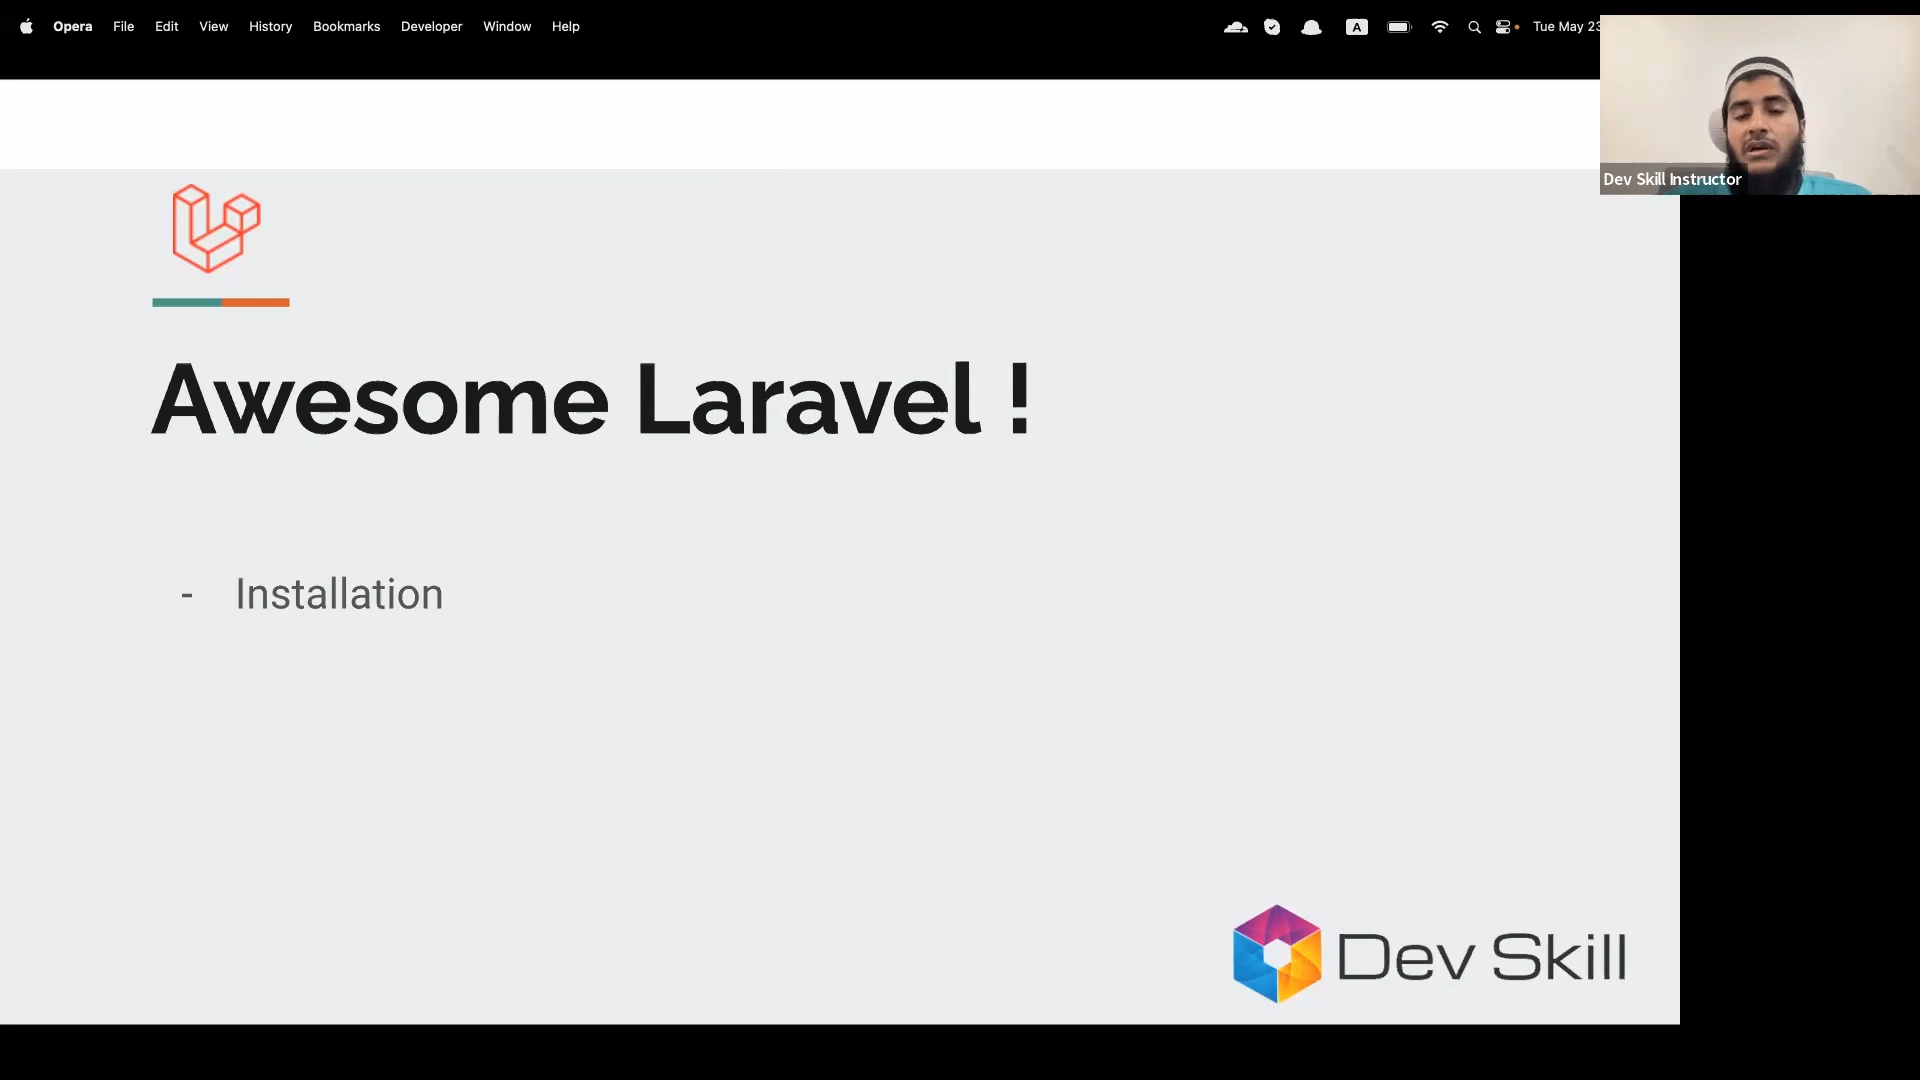 Opera File Edit View History Bookmarks Developer Window Help A Tue May 23
Dev Skill Instructor
Awesome Laravel !
- Installation
Dev Skill